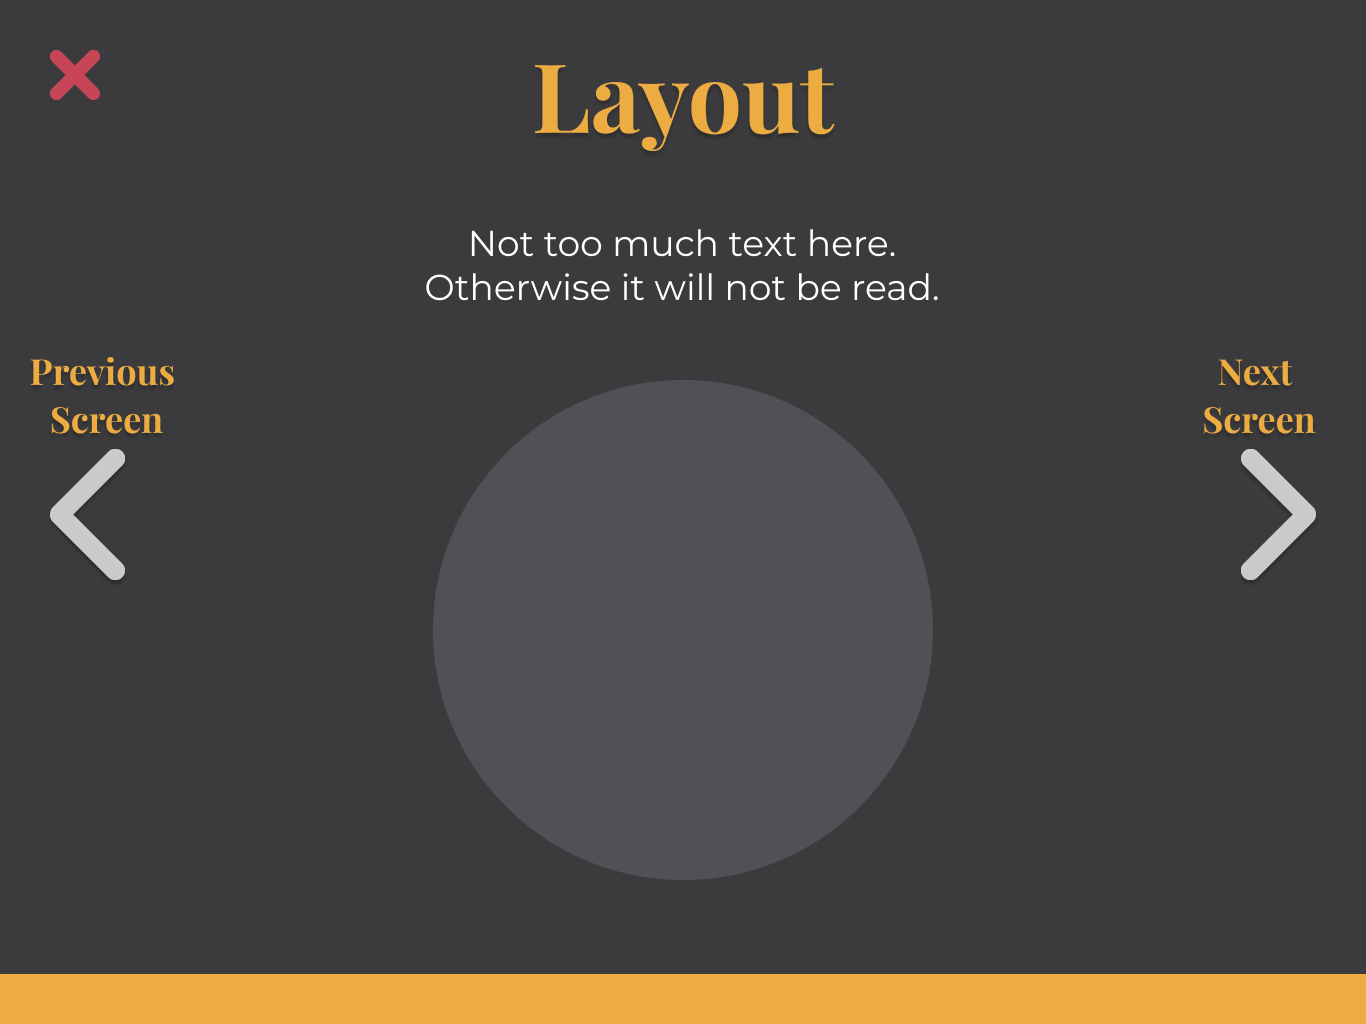 Layout
Not too much text here.
Otherwise it will not be read.
Previous
Screen
Next
Screen